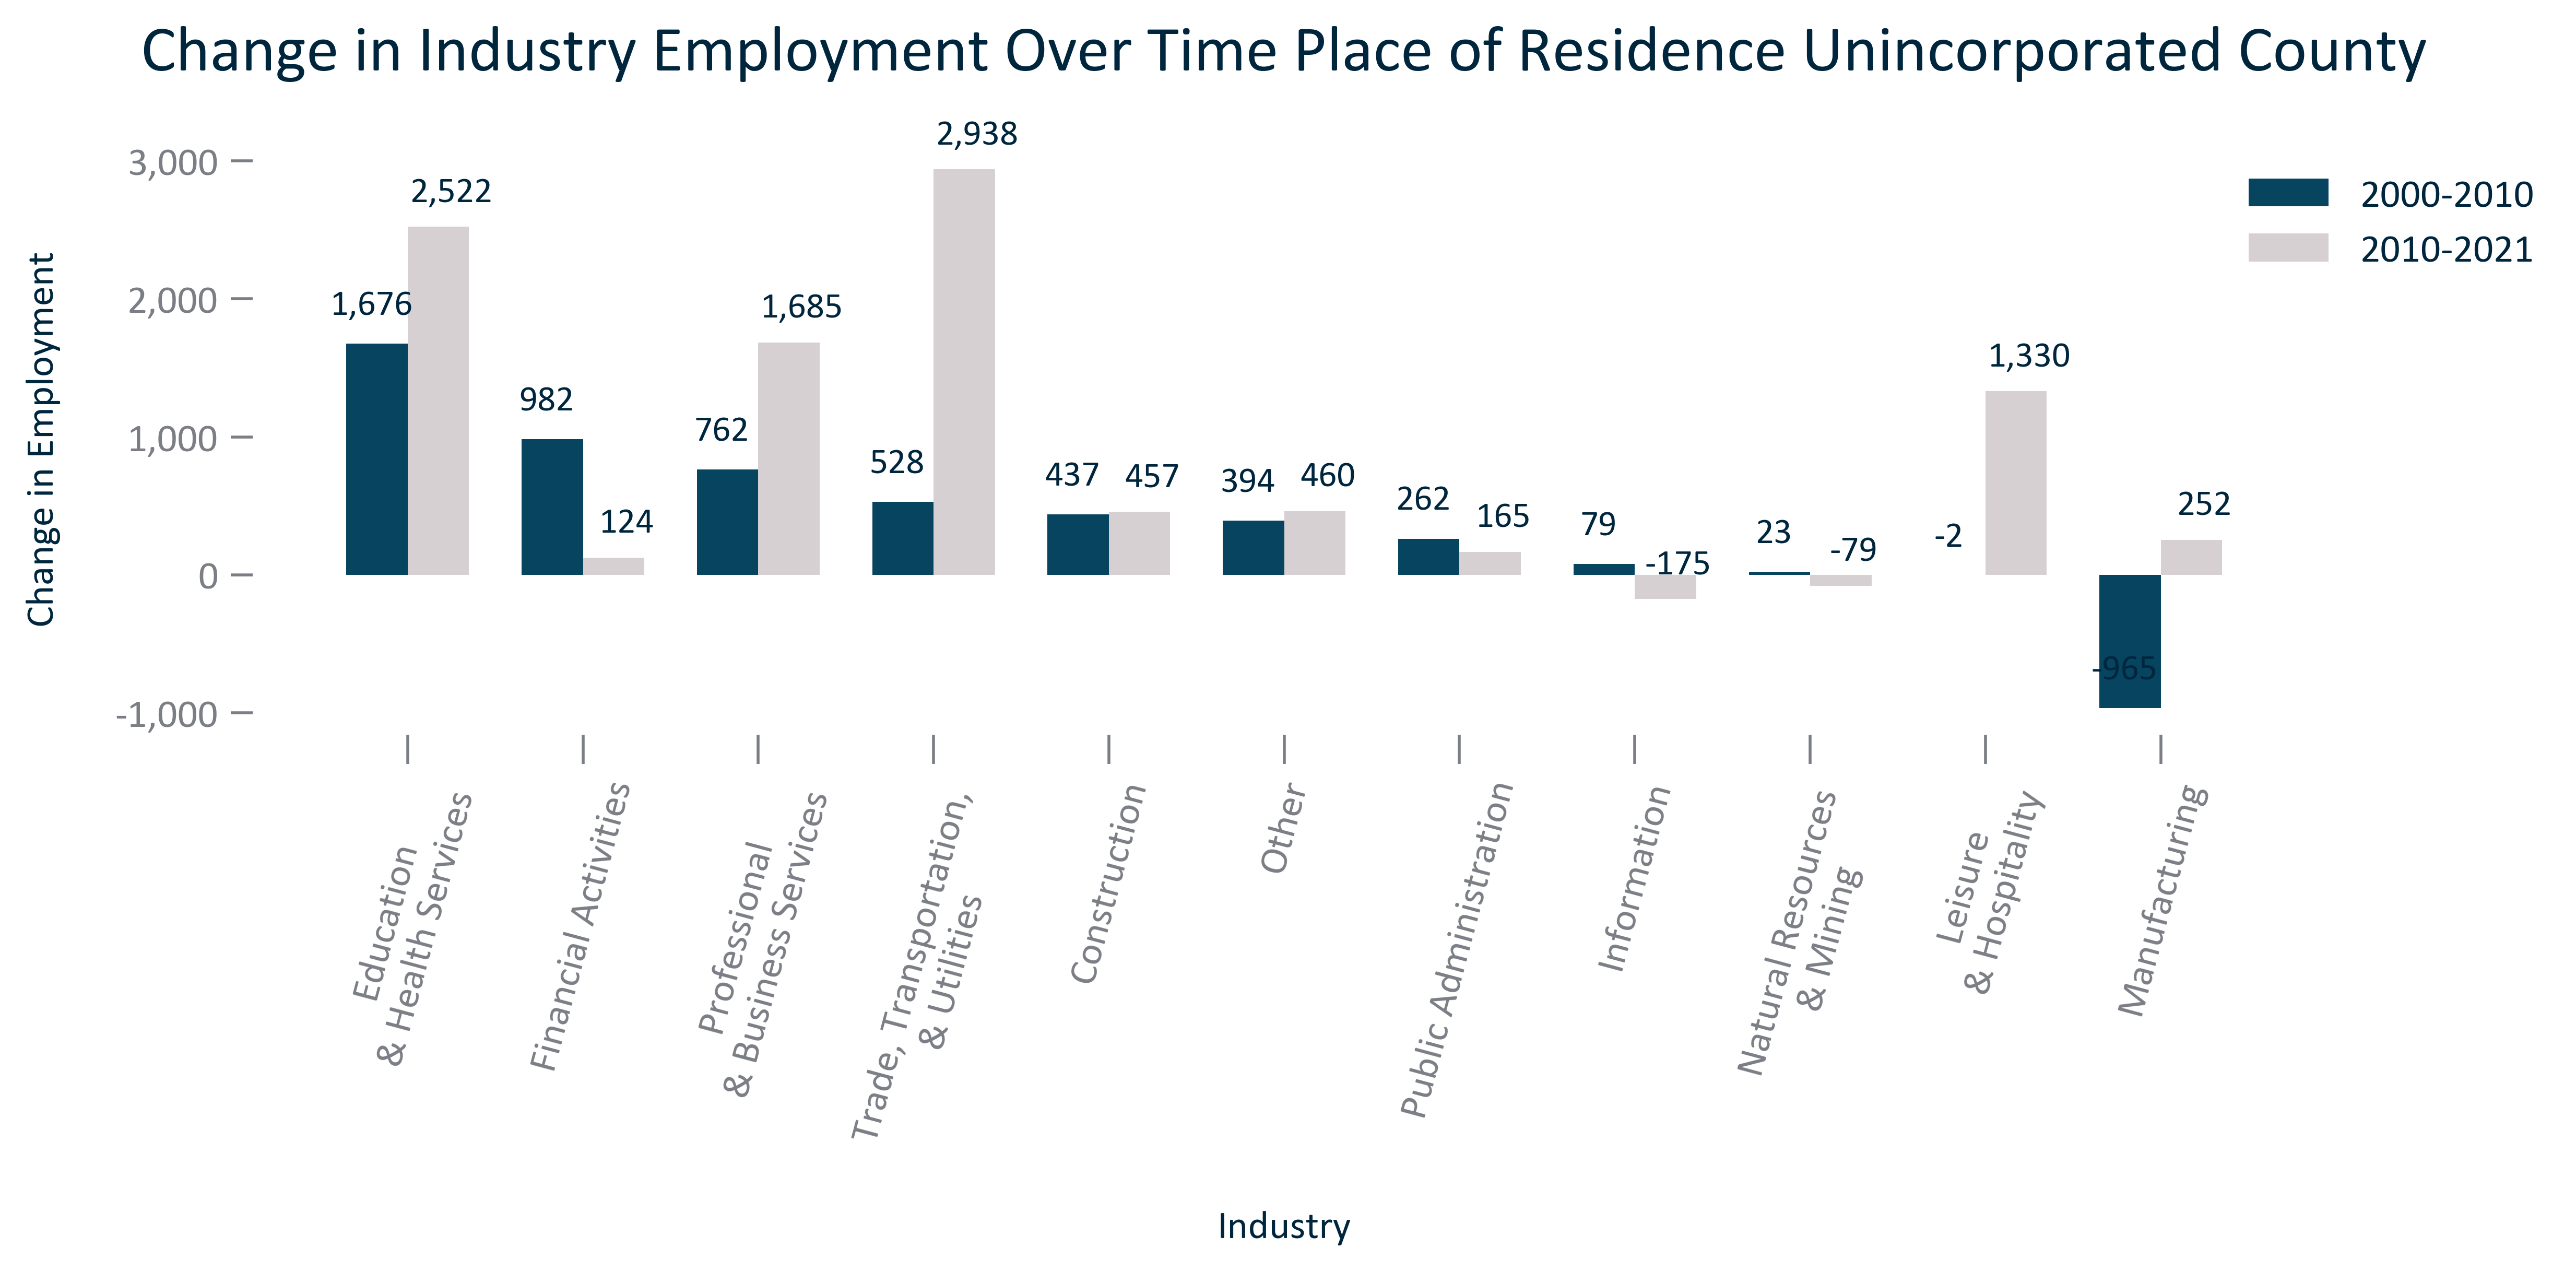 Change in Industry Employment Over Time Place of Residence Unincorporated County
Change in Employment
3,000
2,000
1,000
0
-1,000
2000-2010
2010-2021
1,676
2,522
982
124
762
1,685
528
2,938
437
457
394
460
262
165
79
-175
23
-79
-2
1,330
-965
252
Education
& Health Services
Financial Activities
Professional
& Business Services
Trade, Transportation,
& Utilities
Construction
Other
Public Administration
Information
Natural Resources
& Mining
Leisure
& Hospitality
Manufacturing
Industry